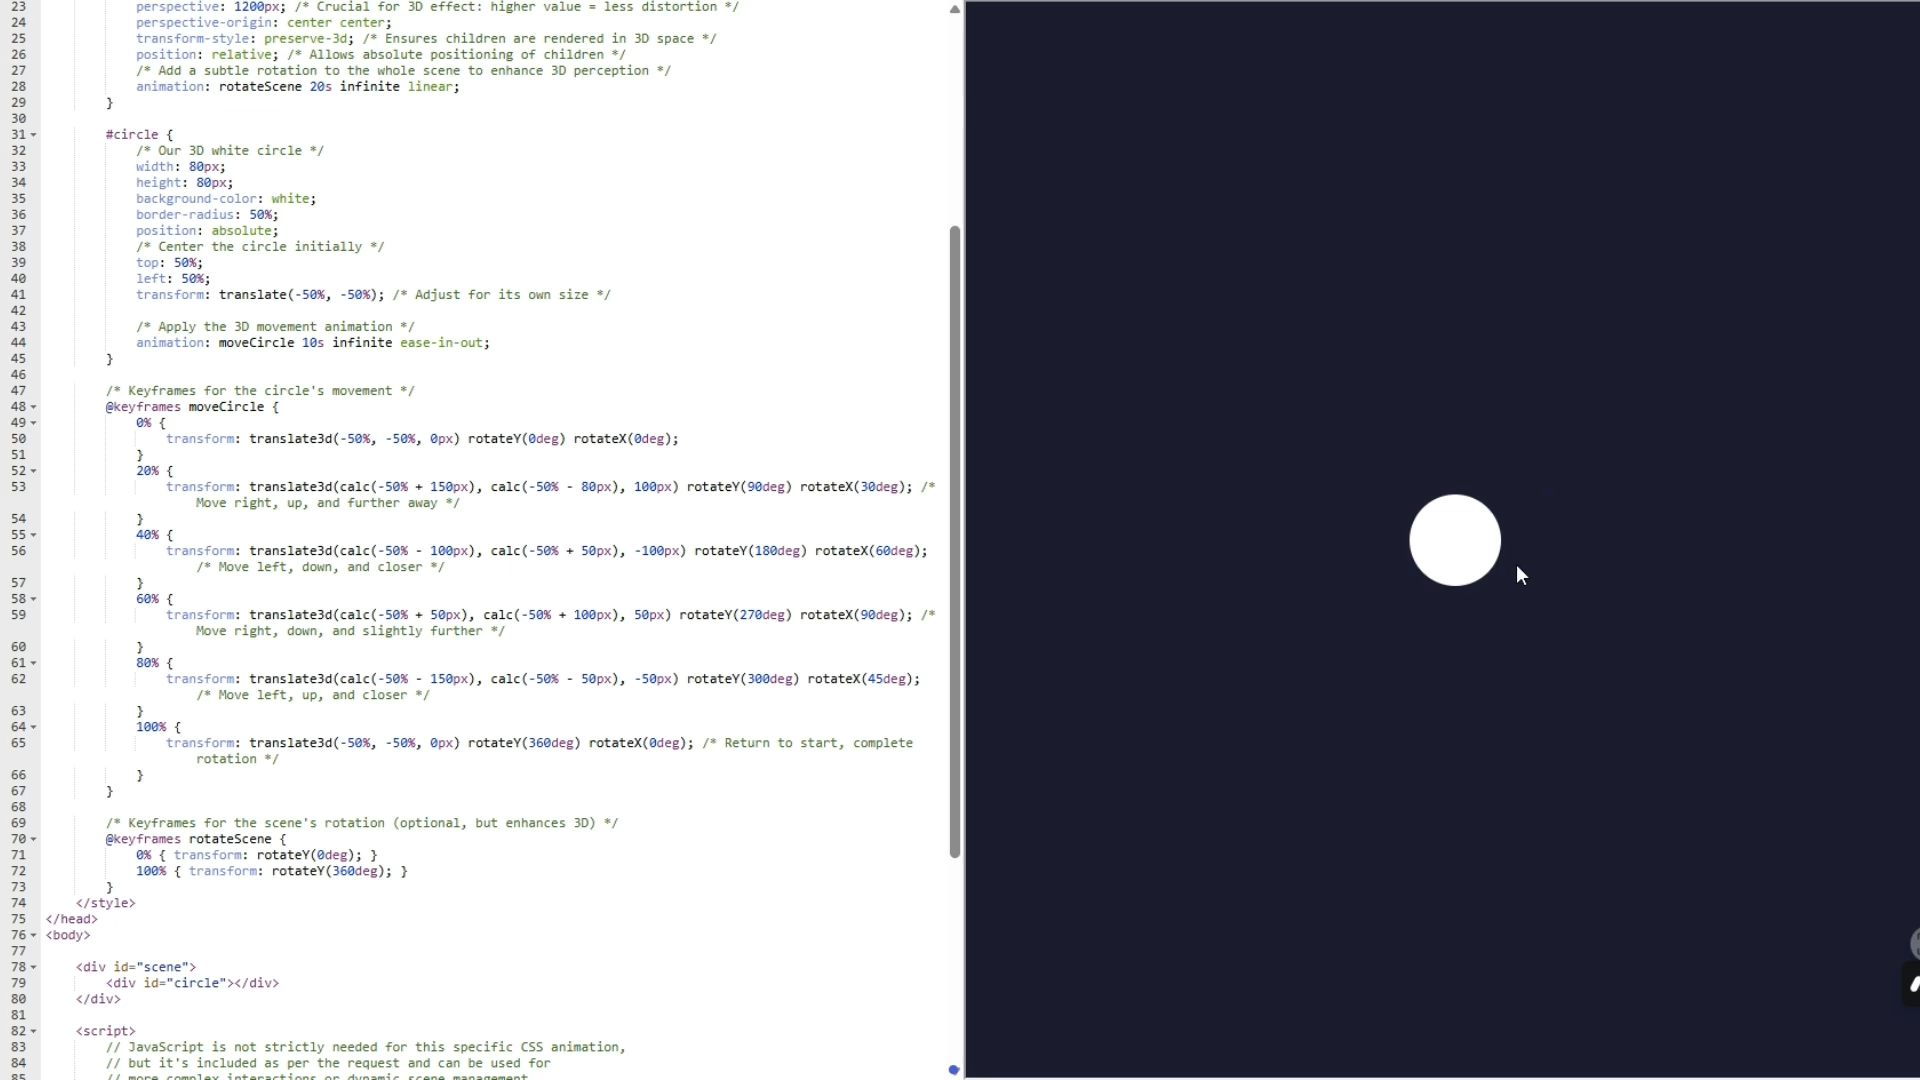 23 perspective: 1200px; /* Crucial for 3D effect: higher value = less distortion */
24 perspective-origin: center center;
25 transform-style: preserve-3d; /* Ensures children are rendered in 3D space */
26 position: relative; /* Allows absolute positioning of children */
27 /* Add a subtle rotation to the whole scene to enhance 3D perception */
28 animation: rotateScene 20s infinite linear;
29 }
30
31 #circle {
32 /* Our 3D white circle */
33 width: 80px;
34 height: 80px;
35 background-color: white;
36 border-radius: 50%;
37 position: absolute;
38 /* Center the circle initially */
39 top: 50%;
40 left: 50%;
41 transform: translate(-50%, -50%); /* Adjust for its own size */
42
43 /* Apply the 3D movement animation */
44 animation: moveCircle 10s infinite ease-in-out;
45 }
46
47 /* Keyframes for the circle's movement */
48 @keyframes moveCircle {
49 0% {
50 transform: translate3d(-50%, -50%, 0px) rotateY(0deg) rotateX(0deg);
51 }
52 20% {
53 transform: translate3d(calc(-50% + 150px), calc(-50% - 80px), 100px) rotateY(90deg) rotateX(30deg); /*
Move right, up, and further away */
54 }
55 40% {
56 transform: translate3d(calc(-50% - 100px), calc(-50% + 50px), -100px) rotateY(180deg) rotateX(60deg);
/* Move left, down, and closer */
57 }
58 60% {
59 transform: translate3d(calc(-50% + 50px), calc(-50% + 100px), 50px) rotateY(270deg) rotateX(90deg); /*
Move right, down, and slightly further */
60 }
61 80% {
62 transform: translate3d(calc(-50% - 150px), calc(-50% - 50px), -50px) rotateY(300deg) rotateX(45deg);
/* Move left, up, and closer */
63 }
64 100% {
65 transform: translate3d(-50%, -50%, 0px) rotateY(360deg) rotateX(0deg); /* Return to start, complete
rotation */
66 }
67 }
68
69 /* Keyframes for the scene's rotation (optional, but enhances 3D) */
70 @keyframes rotateScene {
71 0% { transform: rotateY(0deg); }
72 100% { transform: rotateY(360deg); }
73 }
74 </style>
75 </head>
76 <body>
77
78 <div id="scene">
79 <div id="circle"></div>
80 </div>
81
82 <script>
83 // JavaScript is not strictly needed for this specific CSS animation,
84 // but it's included as per the request and can be used for
85 // more complex interactions or dynamic scene management